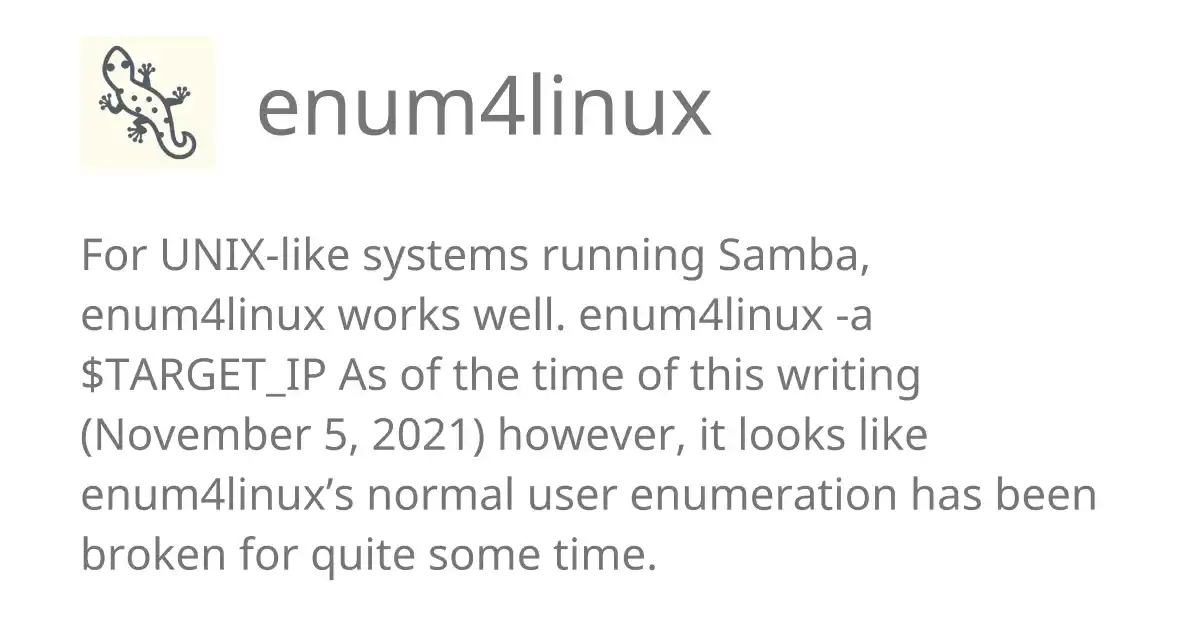 enum4linux
For UNIX-like systems running Samba,
enum4linux works well. enum4linux -a
$TARGET_IP As of the time of this writing
(November 5, 2021) however, it looks like
enum4linux’s normal user enumeration has been
broken for quite some time.